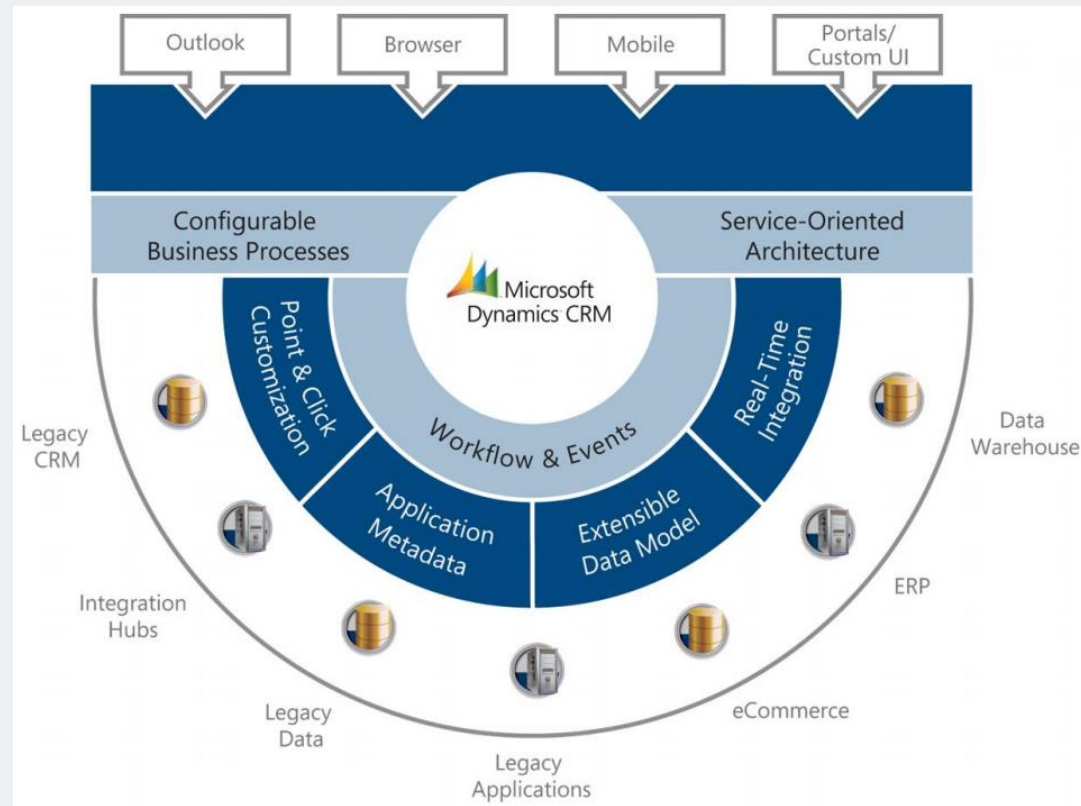 Outlook
Browser
Mobile
Portals/
Custom UI
Configurable
Business Processes
Service-Oriented
Architecture
Microsoft
Dynamics CRM
Point & Click
Customization
Real-Time
Integration
Workflow & Events
Application
Metadata
Extensible
Data Model
Legacy
CRM
Data
Warehouse
Integration
Hubs
ERP
Legacy
Data
eCommerce
Legacy
Applications